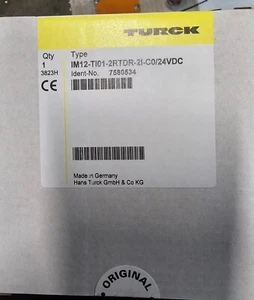 TURCK
Qty
Type
1
IM12-TI01-2RTDR-2I-C0/24VDC
3823H
Ident-No. 7580534
CE
Made in Germany
Hans Turck GmbH & Co KG
ORIGINAL